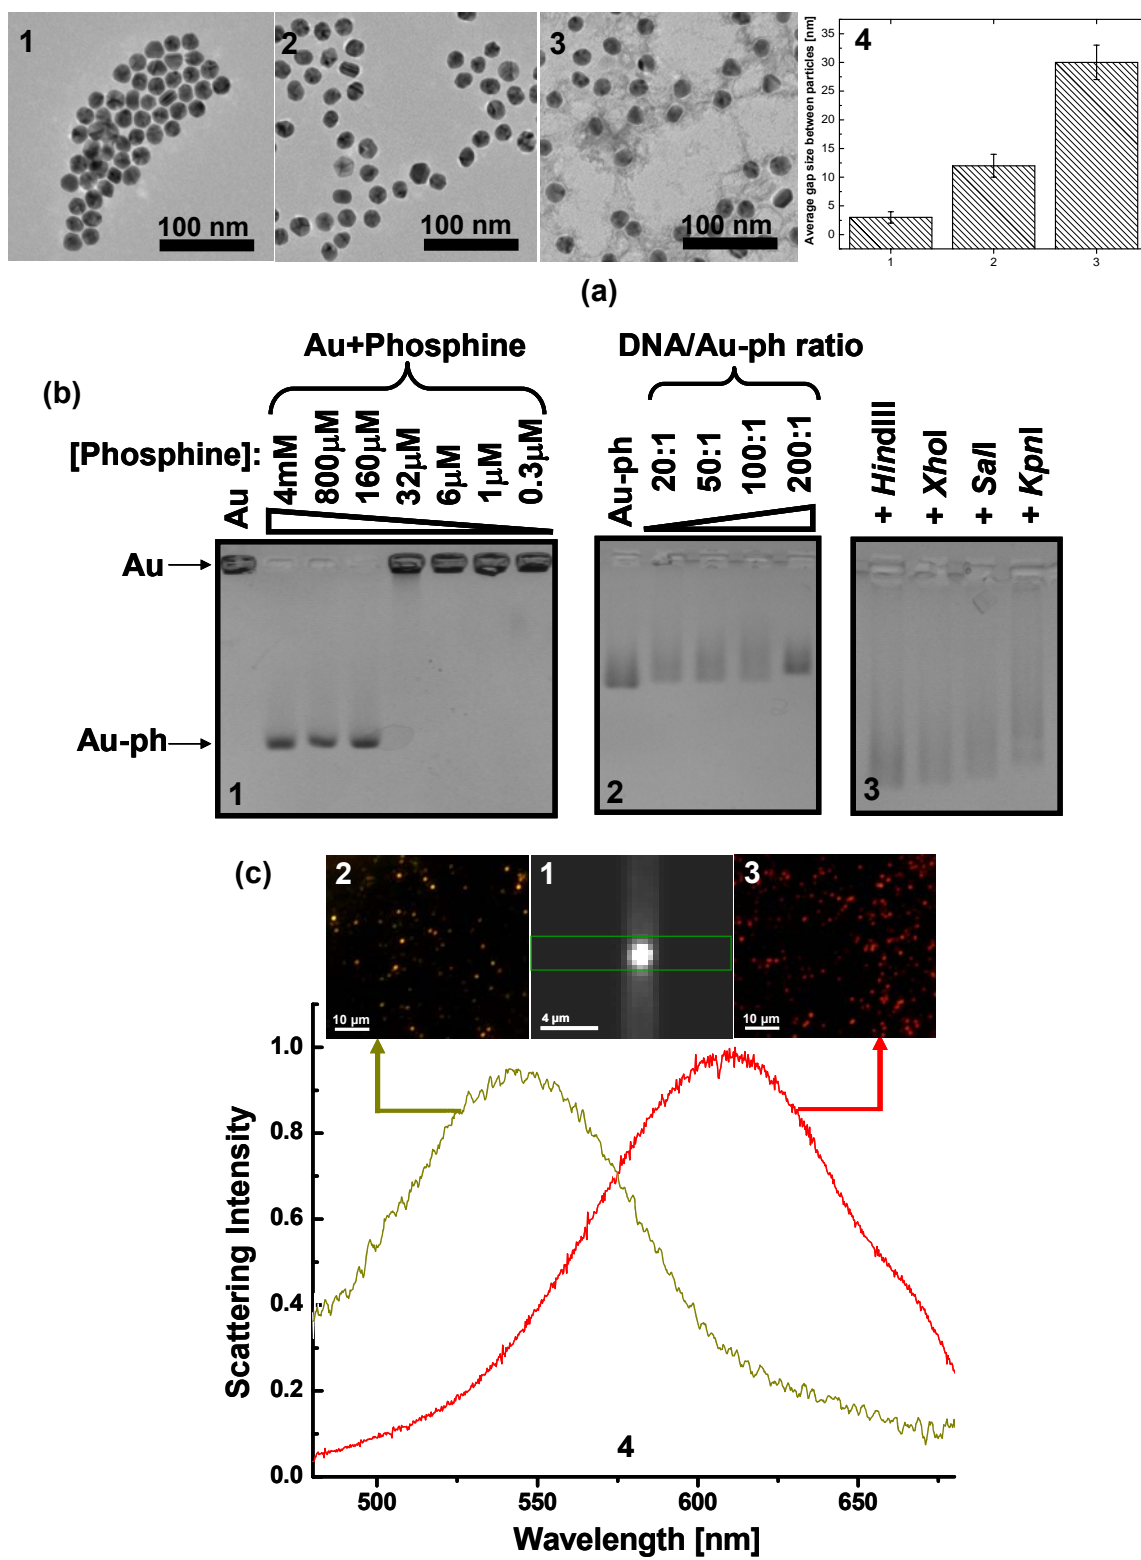 1
100 nm
2
100 nm
3
100 nm
4
Average gap size between particles [nm]
35
30
25
20
15
10
5
0
1
2
3
(a)
(b)
Au+Phosphine
DNA/Au-ph ratio
[Phosphine]:
Au
4mM
800µM
160µM
32µM
6µM
1µM
0.3µM
Au-ph
20:1
50:1
100:1
200:1
+ HindIII
+ XhoI
+ SalI
+ KpnI
Au
Au-ph
1
2
3
(c)
2
10 µm
1
4 µm
3
10 µm
Scattering Intensity
1.0
0.8
0.6
0.4
0.2
0.0
4
500
550
600
650
Wavelength [nm]